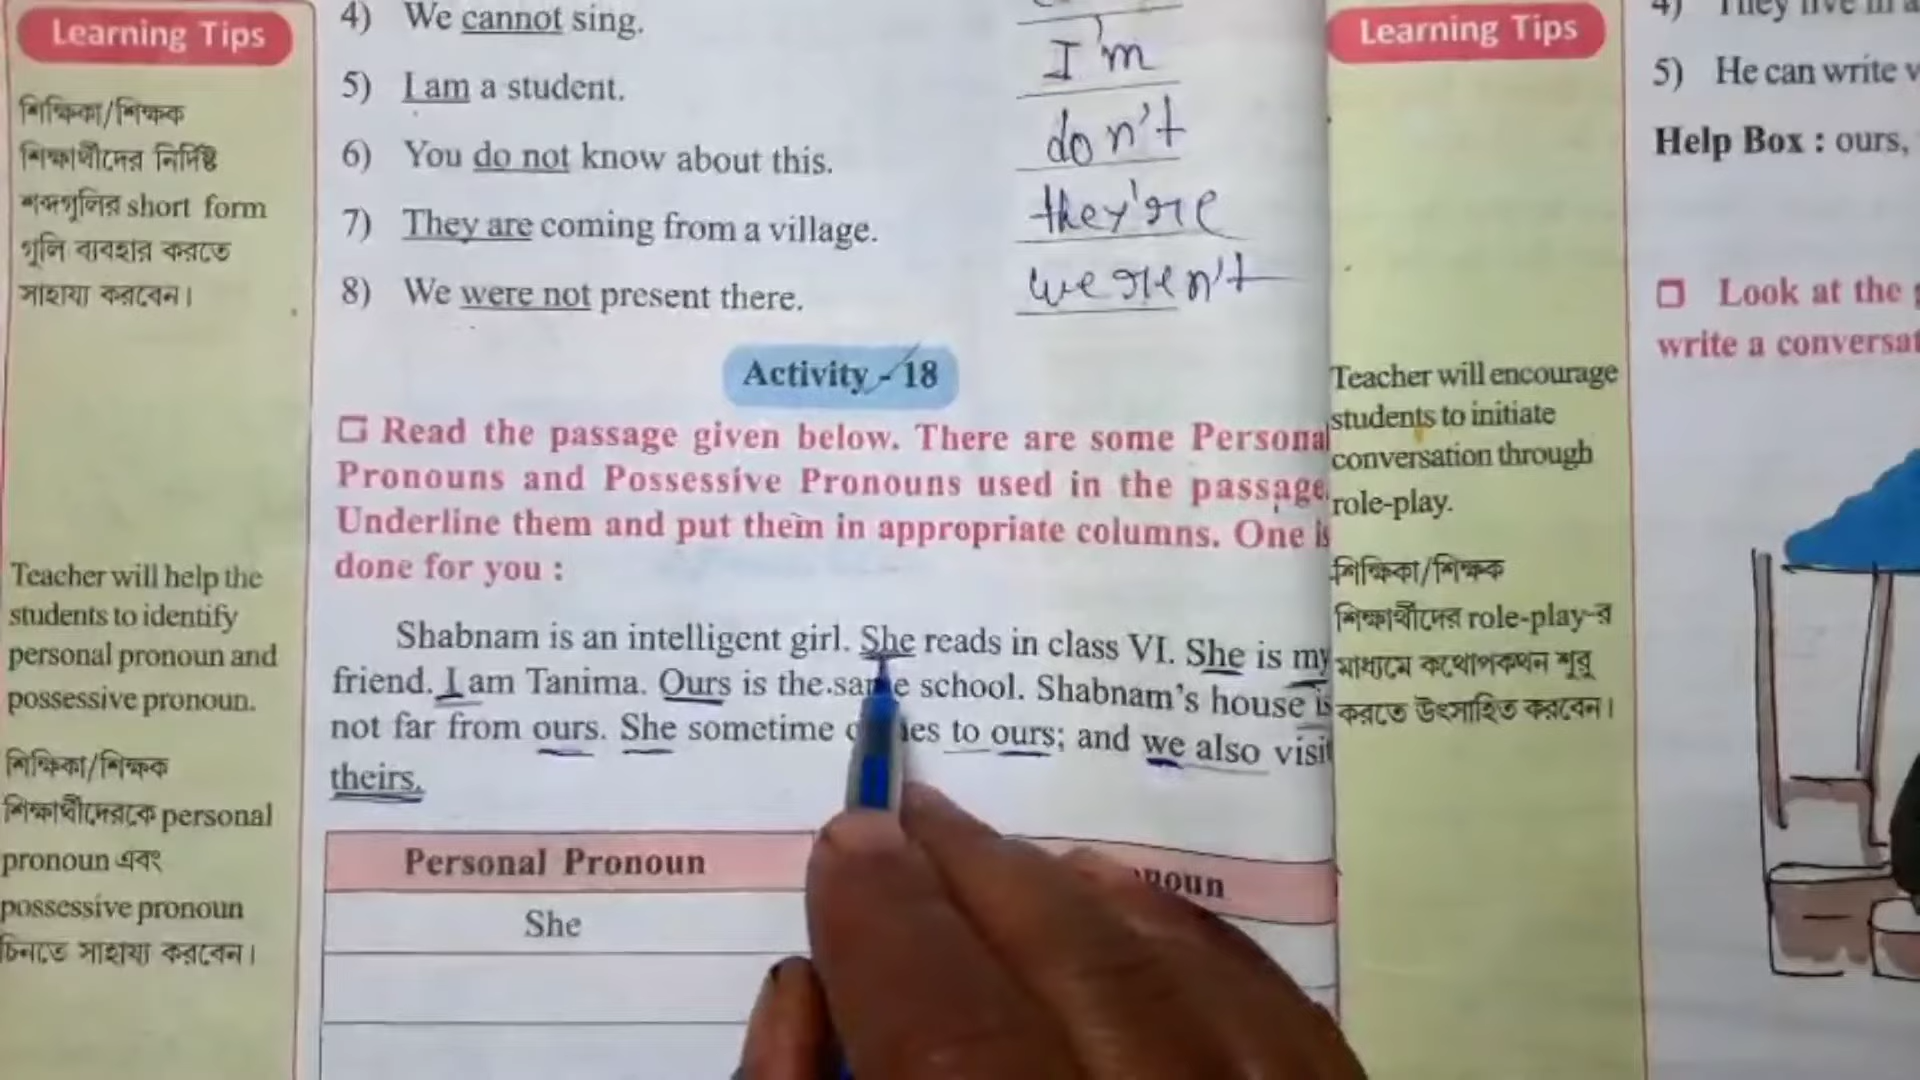 Learning Tips
শিক্ষিকা/শিক্ষক
শিক্ষার্থীদের নির্দিষ্ট
শব্দগুলির short form
গুলি ব্যবহার করতে
সাহায্য করবেন।
Teacher will help the
students to identify
personal pronoun and
possessive pronoun.
শিক্ষিকা/শিক্ষক
শিক্ষার্থীদেরকে personal
pronoun এবং
possessive pronoun
চিনতে সাহায্য করবেন।
4) We cannot sing.
5) I am a student. I'm
6) You do not know about this. don't
7) They are coming from a village. they're
8) We were not present there. weren't
Activity - 18
Read the passage given below. There are some Persona
Pronouns and Possessive Pronouns used in the passage.
Underline them and put them in appropriate columns. One is
done for you :
Shabnam is an intelligent girl. She reads in class VI. She is my
friend. I am Tanima. Ours is the same school. Shabnam's house is
not far from ours. She sometime to ours; and we also visit
theirs.
Personal Pronoun
She
Learning Tips
Teacher will encourage
students to initiate
conversation through
role-play.
শিক্ষিকা/শিক্ষক
শিক্ষার্থীদের role-play-র
মাধ্যমে কথোপকথন শুরু
করতে উৎসাহিত করবেন।
4) They live in a
5) He can write
Help Box : ours,
Look at the
write a conversat